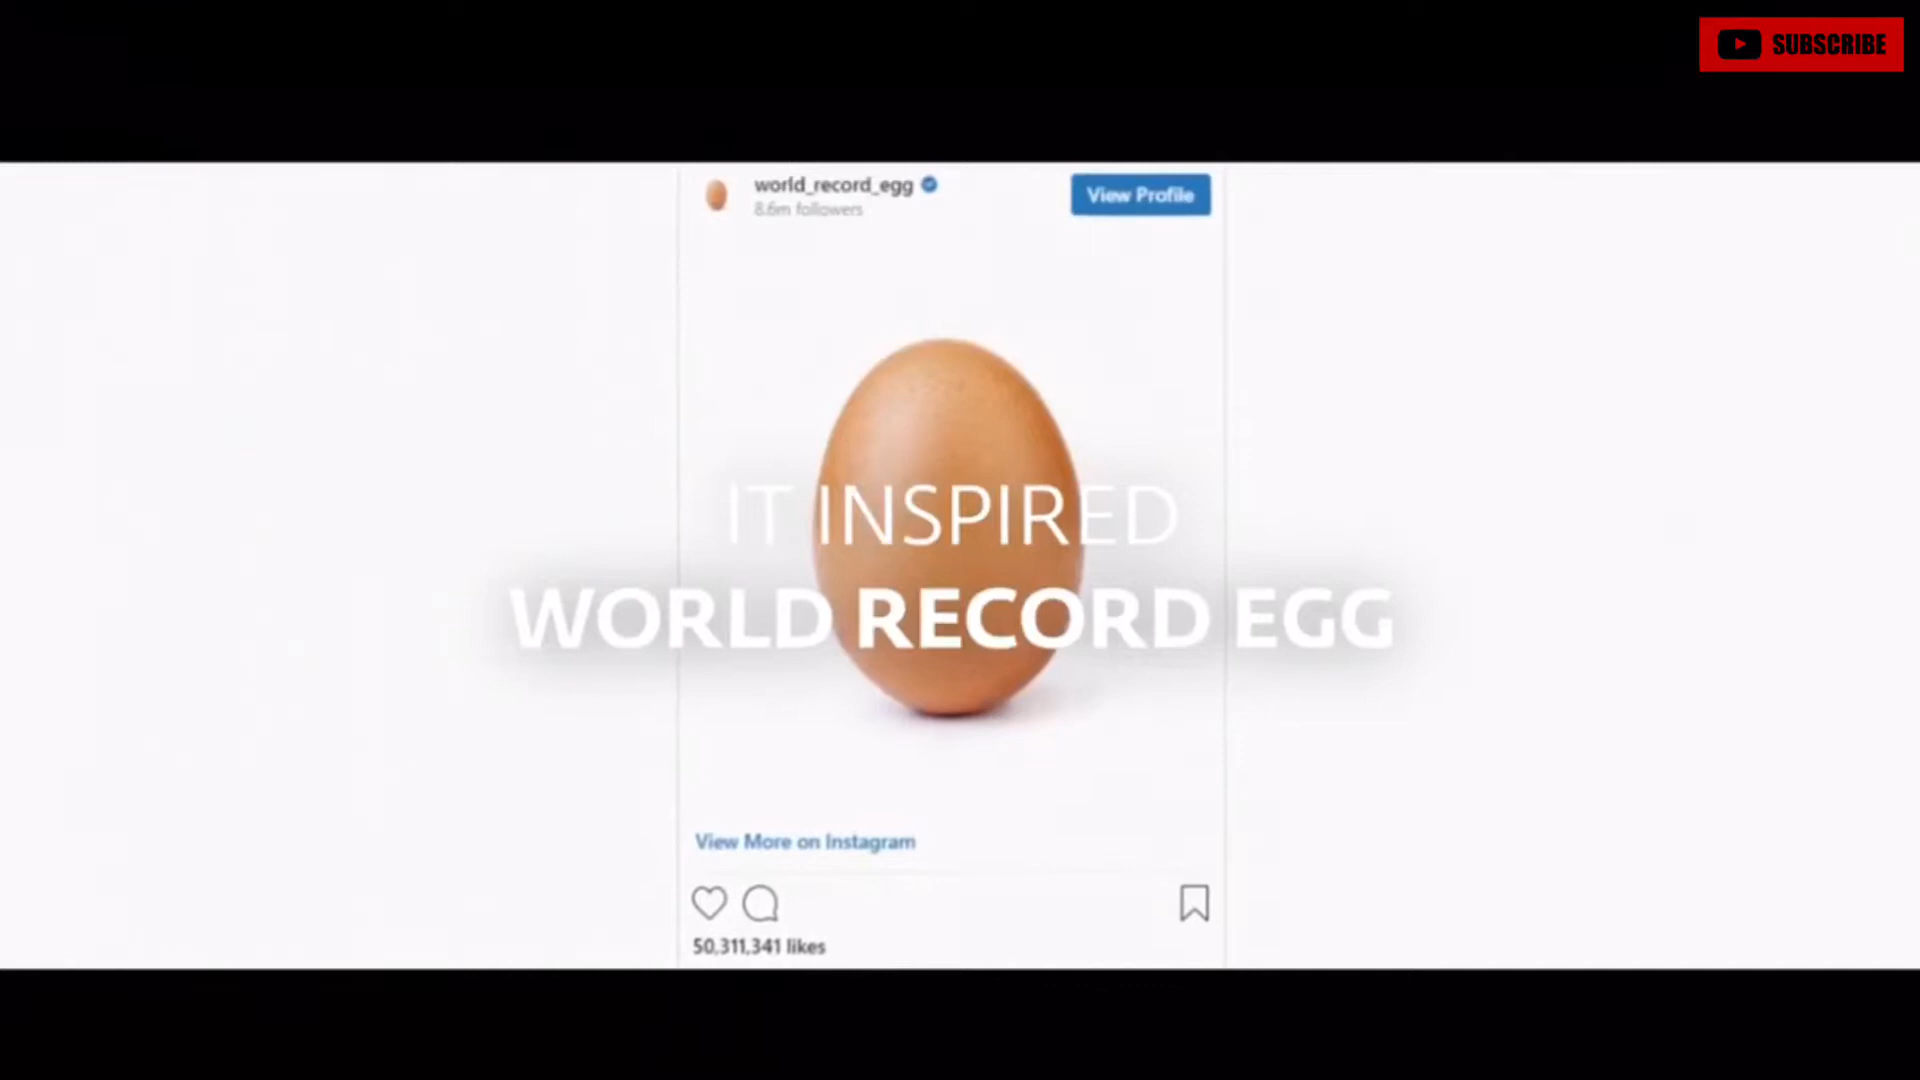 SUBSCRIBE
world_record_egg
8.6m followers
View Profile
IT INSPIRED
WORLD RECORD EGG
View More on Instagram
50,311,341 likes